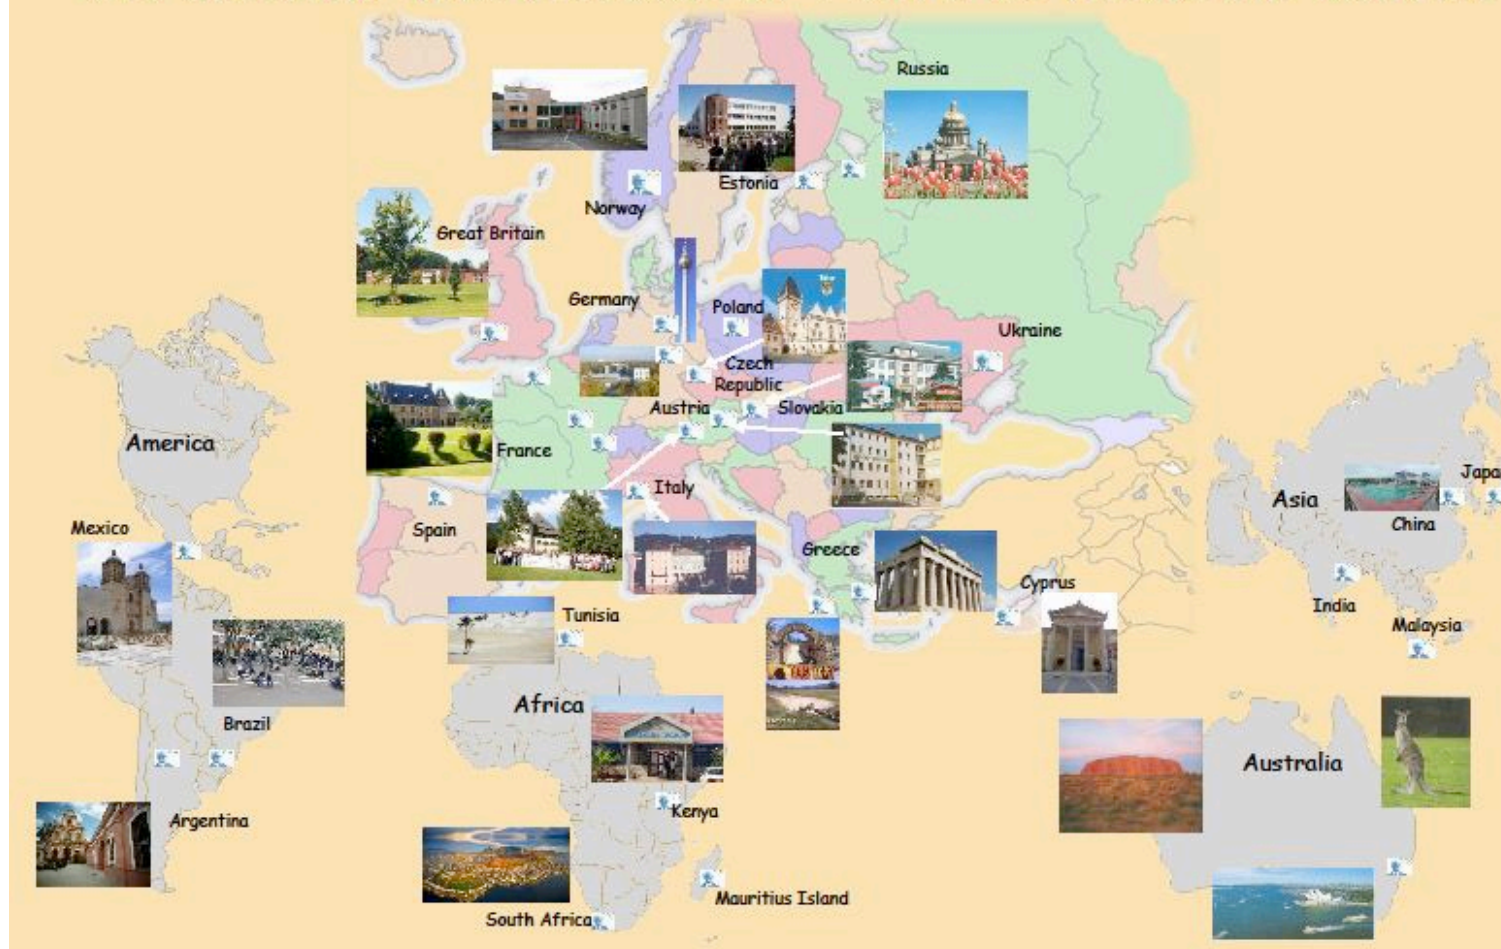 Russia
Estonia
Norway
Great Britain
Germany
Poland
Ukraine
Czech
Republic
Austria
Slovakia
America
France
Italy
Spain
Greece
Mexico
Asia
Japa
China
Cyprus
India
Tunisia
Malaysia
Africa
Brazil
Australia
Kenya
Argentina
Mauritius Island
South Africa